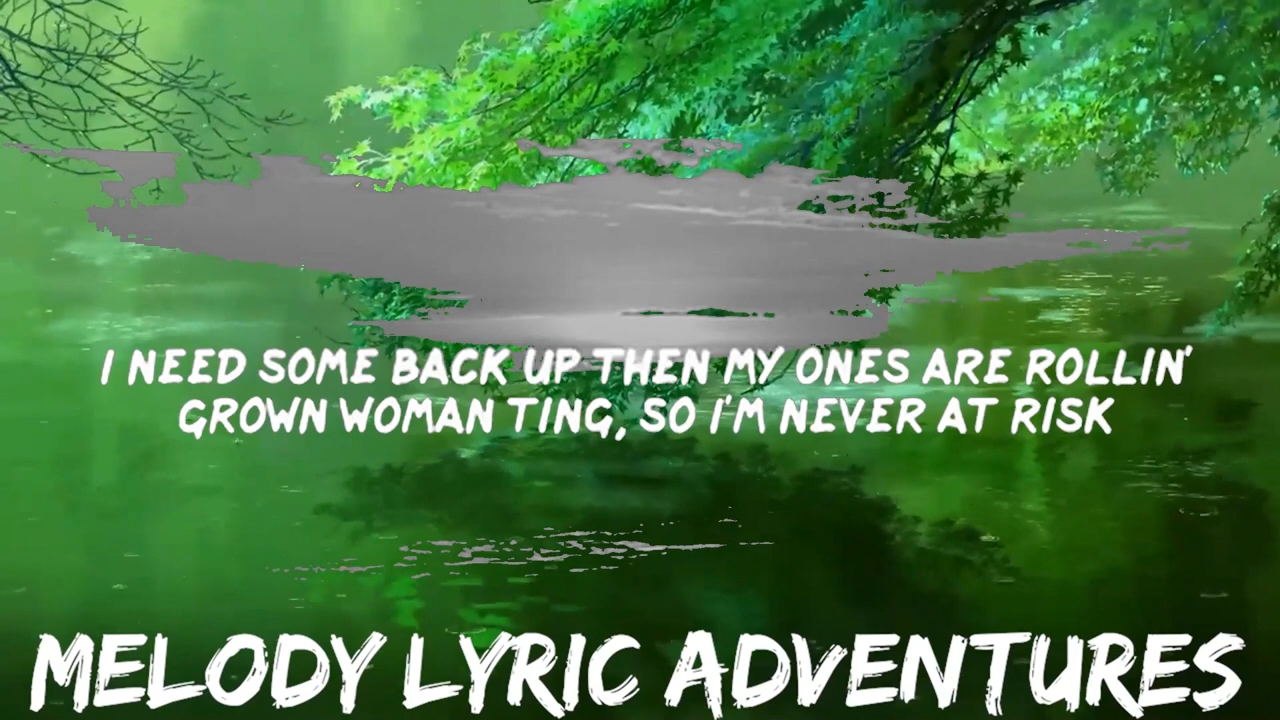 I NEED SOME BACK UP THEN MY ONES ARE ROLLIN'
GROWN WOMAN TING, SO I'M NEVER AT RISK
MELODY LYRIC ADVENTURES